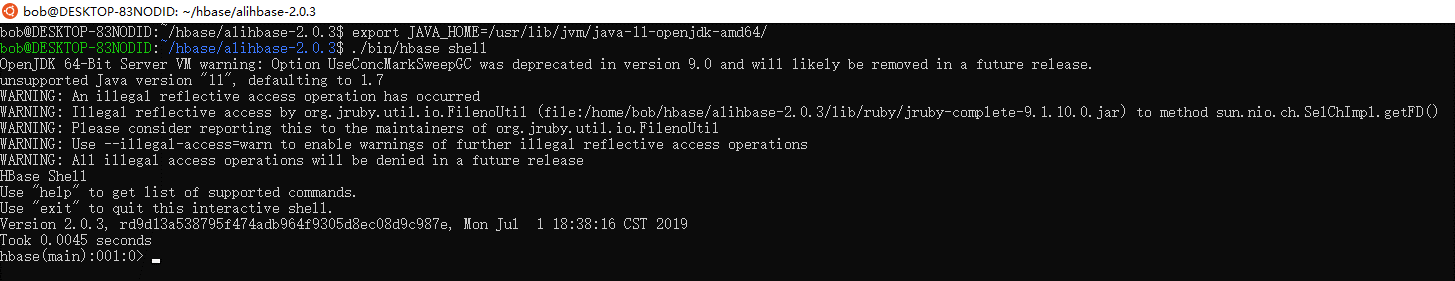 bob@DESKTOP-83NODID: ~/hbase/alihbase-2.0.3
bob@DESKTOP-83NODID:~/hbase/alihbase-2.0.3$ export JAVA_HOME=/usr/lib/jvm/java-11-openjdk-amd64/
bob@DESKTOP-83NODID:~/hbase/alihbase-2.0.3$ ./bin/hbase shell
OpenJDK 64-Bit Server VM warning: Option UseConcMarkSweepGC was deprecated in version 9.0 and will likely be removed in a future release.
unsupported Java version "11", defaulting to 1.7
WARNING: An illegal reflective access operation has occurred
WARNING: Illegal reflective access by org.jruby.util.io.FilenoUtil (file:/home/bob/hbase/alihbase-2.0.3/lib/ruby/jruby-complete-9.1.10.0.jar) to method sun.nio.ch.SelChImpl.getFD()
WARNING: Please consider reporting this to the maintainers of org.jruby.util.io.FilenoUtil
WARNING: Use --illegal-access=warn to enable warnings of further illegal reflective access operations
WARNING: All illegal access operations will be denied in a future release
HBase Shell
Use "help" to get list of supported commands.
Use "exit" to quit this interactive shell.
Version 2.0.3, rd9d13a538795f474adb964f9305d8ec08d9c987e, Mon Jul  1 18:38:16 CST 2019
Took 0.0045 seconds
hbase(main):001:0>